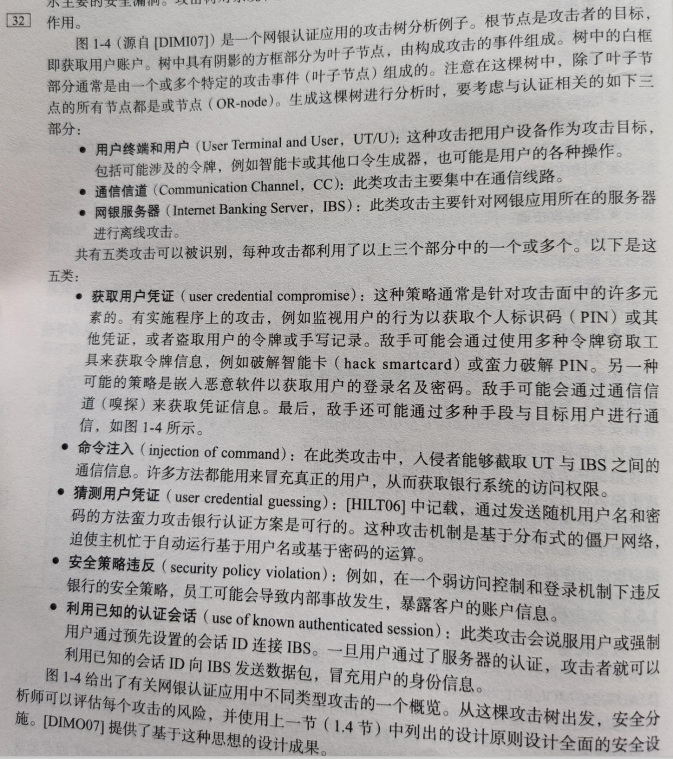 32
作用。
图 1-4 (源自 [DIMI07]) 是一个网银认证应用的攻击树分析例子。根节点是攻击者的目标，
即获取用户账户。树中具有阴影的方框部分为叶子节点，由构成攻击的事件组成。树中的白框
部分通常是由一个或多个特定的攻击事件 (叶子节点) 组成的。注意在这棵树中，除了叶子节
点的所有节点都是或节点 (OR-node)。生成这棵树进行分析时，要考虑与认证相关的如下三
部分：
● 用户终端和用户 (User Terminal and User，UT/U)：这种攻击把用户设备作为攻击目标，
包括可能涉及的令牌，例如智能卡或其他口令生成器，也可能是用户的各种操作。
● 通信信道 (Communication Channel，CC)：此类攻击主要集中在通信线路。
● 网银服务器 (Internet Banking Server，IBS)：此类攻击主要针对网银应用所在的服务器
进行离线攻击。
共有五类攻击可以被识别，每种攻击都利用了以上三个部分中的一个或多个。以下是这
五类：
● 获取用户凭证 (user credential compromise)：这种策略通常是针对攻击面中的许多元
素的。有实施程序上的攻击，例如监视用户的行为以获取个人标识码 (PIN) 或其
他凭证，或者盗取用户的令牌或手写记录。敌手可能会通过使用多种令牌窃取工
具来获取令牌信息，例如破解智能卡 (hack smartcard) 或蛮力破解 PIN。另一种
可能的策略是嵌入恶意软件以获取用户的登录名及密码。敌手可能会通过通信信
道 (嗅探) 来获取凭证信息。最后，敌手还可能通过多种手段与目标用户进行通
信，如图 1-4 所示。
● 命令注入 (injection of command)：在此类攻击中，入侵者能够截取 UT 与 IBS 之间的
通信信息。许多方法都能用来冒充真正的用户，从而获取银行系统的访问权限。
● 猜测用户凭证 (user credential guessing)：[HILT06] 中记载，通过发送随机用户名和密
码的方法蛮力攻击银行认证方案是可行的。这种攻击机制是基于分布式的僵尸网络，
迫使主机忙于自动运行基于用户名或基于密码的运算。
● 安全策略违反 (security policy violation)：例如，在一个弱访问控制和登录机制下违反
银行的安全策略，员工可能会导致内部事故发生，暴露客户的账户信息。
● 利用已知的认证会话 (use of known authenticated session)：此类攻击会说服用户或强制
用户通过预先设置的会话 ID 连接 IBS。一旦用户通过了服务器的认证，攻击者就可以
利用已知的会话 ID 向 IBS 发送数据包，冒充用户的身份信息。
图 1-4 给出了有关网银认证应用中不同类型攻击的一个概览。从这棵攻击树出发，安全分
析师可以评估每个攻击的风险，并使用上一节 (1.4 节) 中列出的设计原则设计全面的安全设
施。[DIMO07] 提供了基于这种思想的设计成果。